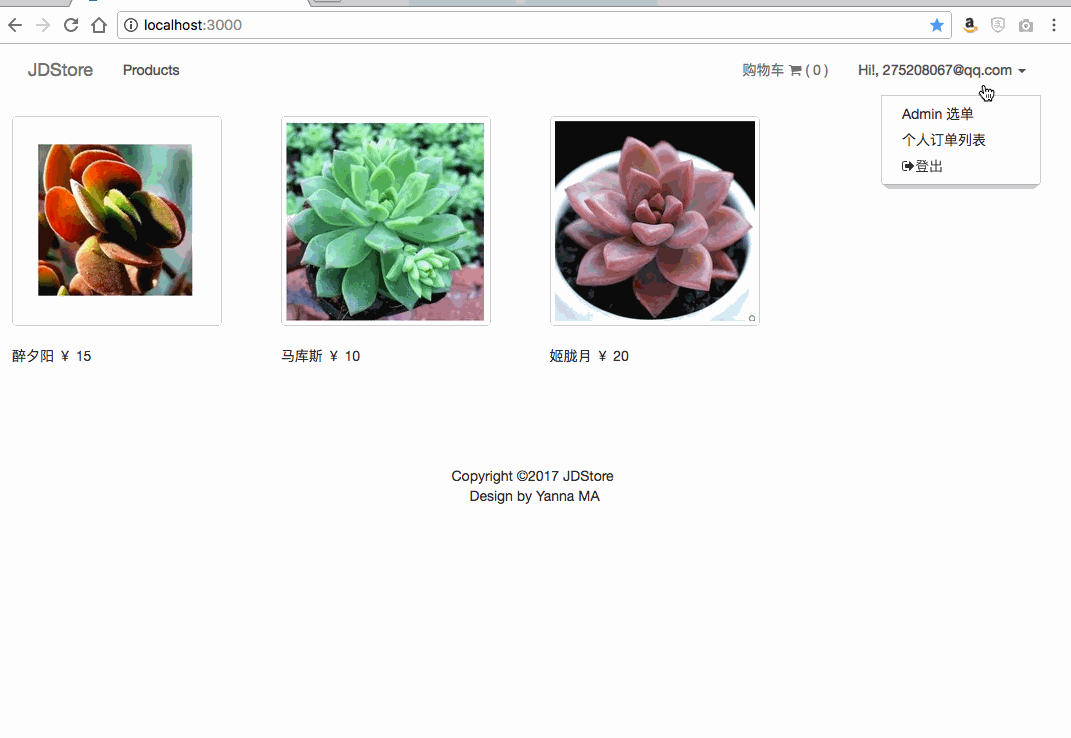 localhost:3000
JDStore Products 购物车 ( 0 ) Hi!, 275208067@qq.com
Admin 选单
个人订单列表
登出
醉夕阳 ￥ 15 马库斯 ￥ 10 姬胧月 ￥ 20
Copyright ©2017 JDStore
Design by Yanna MA